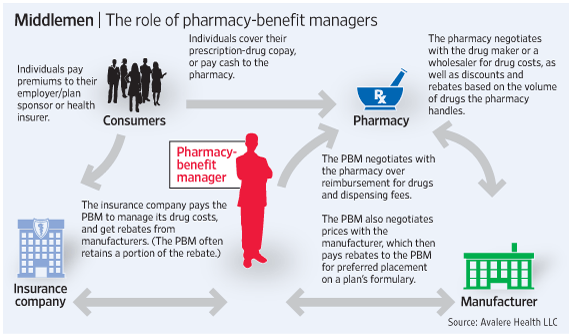 Middlemen | The role of pharmacy-benefit managers
Individuals pay
premiums to their
employer/plan
sponsor or health
insurer.
Consumers
Individuals cover their
prescription-drug copay,
or pay cash to the
pharmacy.
Rx
Pharmacy
The pharmacy negotiates
with the drug maker or a
wholesaler for drug costs, as
well as discounts and
rebates based on the volume
of drugs the pharmacy
handles.
Pharmacy-
benefit
manager
The PBM negotiates with
the pharmacy over
reimbursement for drugs
and dispensing fees.
The insurance company pays the
PBM to manage its drug costs,
and get rebates from
manufacturers. (The PBM often
retains a portion of the rebate.)
The PBM also negotiates
prices with the
manufacturer, which then
pays rebates to the PBM
for preferred placement
on a plan's formulary.
Insurance
company
Manufacturer
Source: Avalere Health LLC